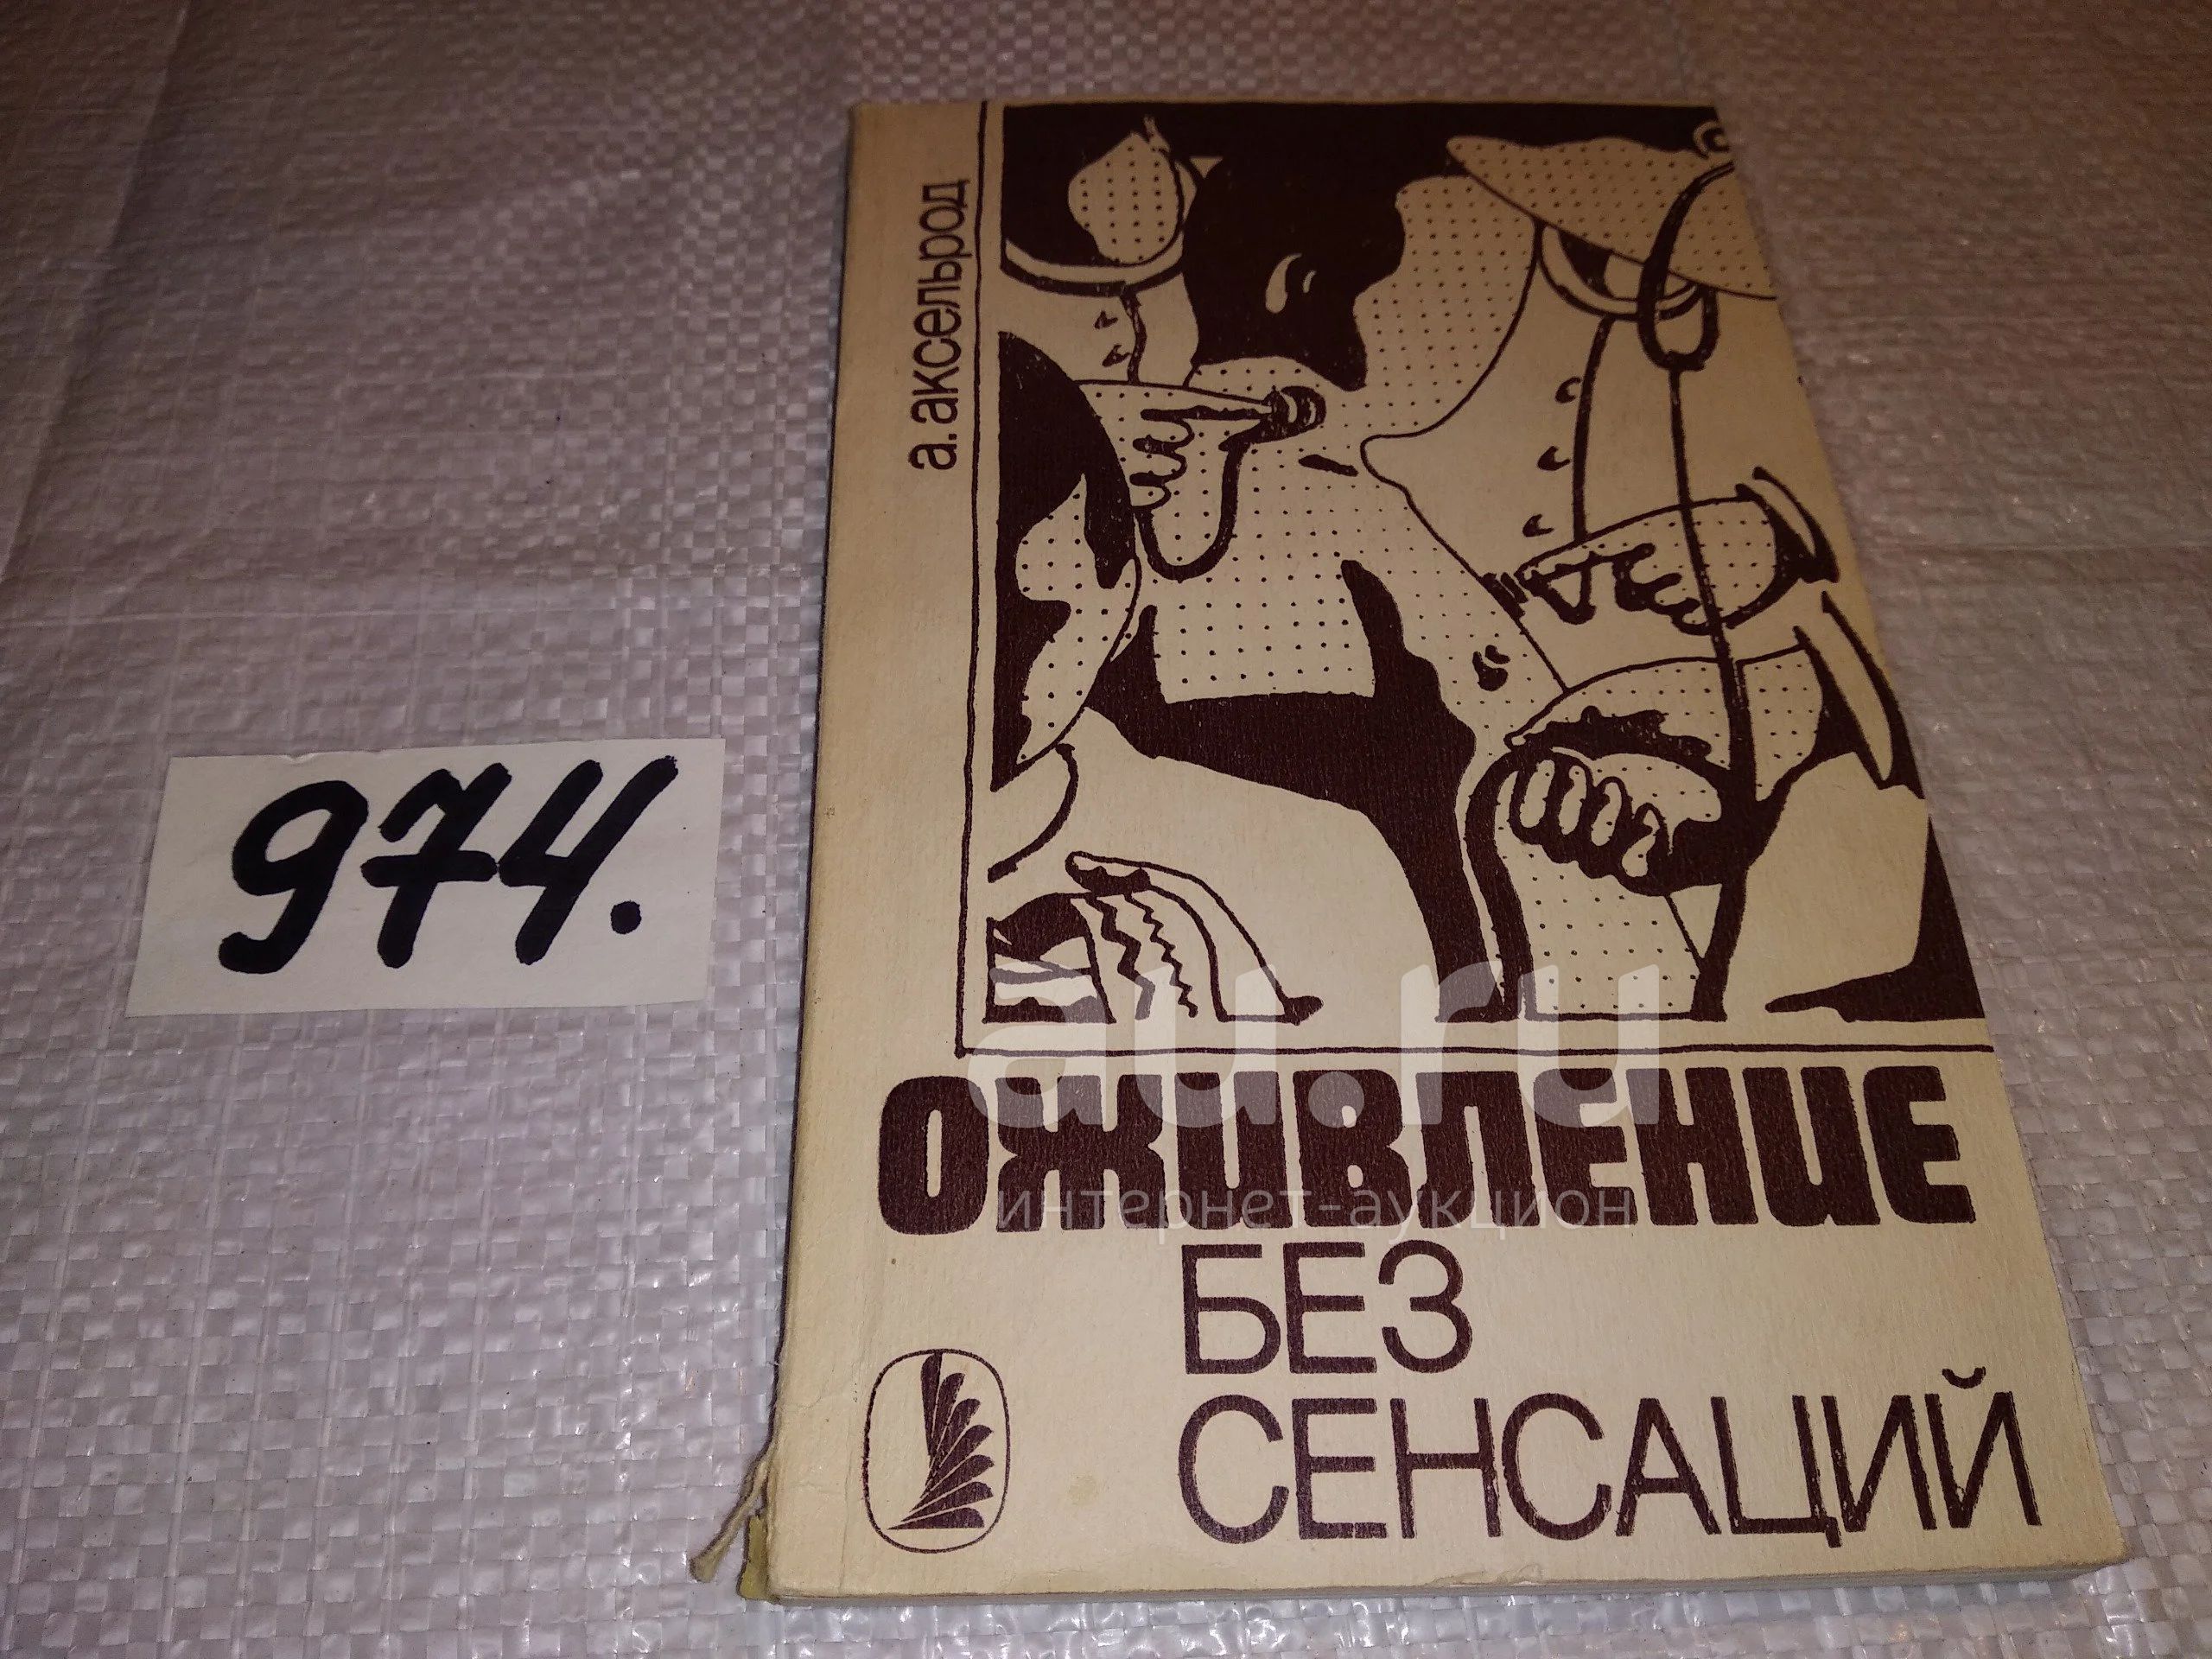 974.
а. аксельрод
ОЖИВЛЕНИЕ
БЕЗ
СЕНСАЦИЙ
au.ru
интернет-аукцион